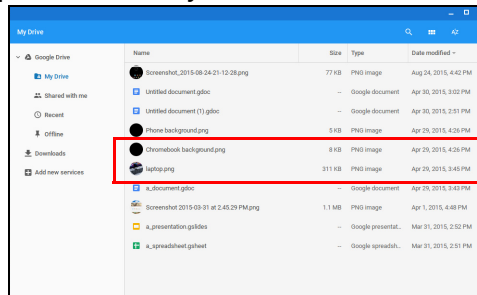 My Drive
Google Drive
My Drive
Shared with me
Recent
Offline
Downloads
Add new services
Name Size Type Date modified
Screenshot_2015-08-24-21-12-28.png 77 KB PNG image Aug 24, 2015, 4:42 PM
Untitled document.gdoc -- Google document Apr 30, 2015, 3:02 PM
Untitled document (1).gdoc -- Google document Apr 30, 2015, 2:51 PM
Phone background.png 5 KB PNG image Apr 29, 2015, 4:26 PM
Chromebook background.png 8 KB PNG image Apr 29, 2015, 4:26 PM
laptop.png 311 KB PNG image Apr 29, 2015, 3:45 PM
a_document.gdoc -- Google document Apr 29, 2015, 3:43 PM
Screenshot 2015-03-31 at 2.45.29 PM.png 1.1 MB PNG image Apr 1, 2015, 4:48 PM
a_presentation.gslides -- Google presentat... Mar 31, 2015, 2:52 PM
a_spreadsheet.gsheet -- Google spreadsh... Mar 31, 2015, 2:51 PM